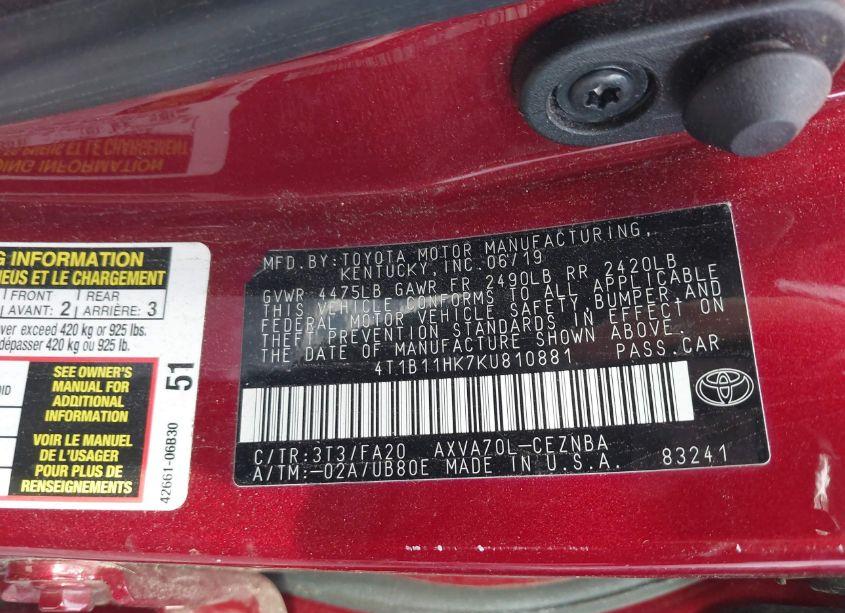 G INFORMATION
NEUS ET LE CHARGEMENT
FRONT
AVANT: 2
REAR
ARRIÈRE: 3
ver exceed 420 kg or 925 lbs.
dépasser 420 kg ou 925 lb.
SEE OWNER'S
MANUAL FOR
ADDITIONAL
INFORMATION
VOIR LE MANUEL
DE L'USAGER
POUR PLUS DE
RENSEIGNEMENTS
51
42661-06B30
MFD.BY:TOYOTA MOTOR MANUFACTURING,
KENTUCKY,INC.06/19
GVWR 4475LB GAWR FR 2490LB RR 2420LB
THIS VEHICLE CONFORMS TO ALL APPLICABLE
FEDERAL MOTOR VEHICLE SAFETY,BUMPER,AND
THEFT PREVENTION STANDARDS IN EFFECT ON
THE DATE OF MANUFACTURE SHOWN ABOVE.
4T1B11HK7KU810881 PASS.CAR
C/TR:3T3/FA20 AXVA70L-CEZNBA
A/TM:-02A/UB80E MADE IN U.S.A. 83241